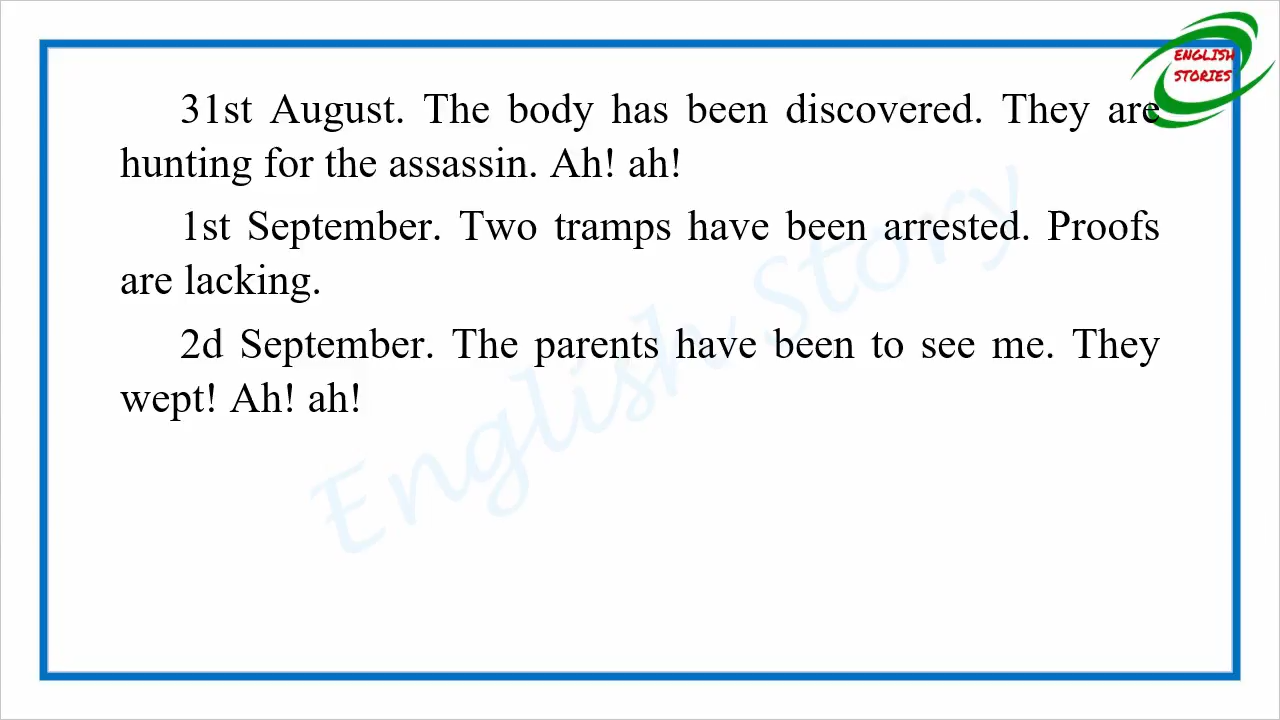 ENGLISH
STORIES
31st August. The body has been discovered. They are
hunting for the assassin. Ah! ah!
1st September. Two tramps have been arrested. Proofs
are lacking.
2d September. The parents have been to see me. They
wept! Ah! ah!
English Story